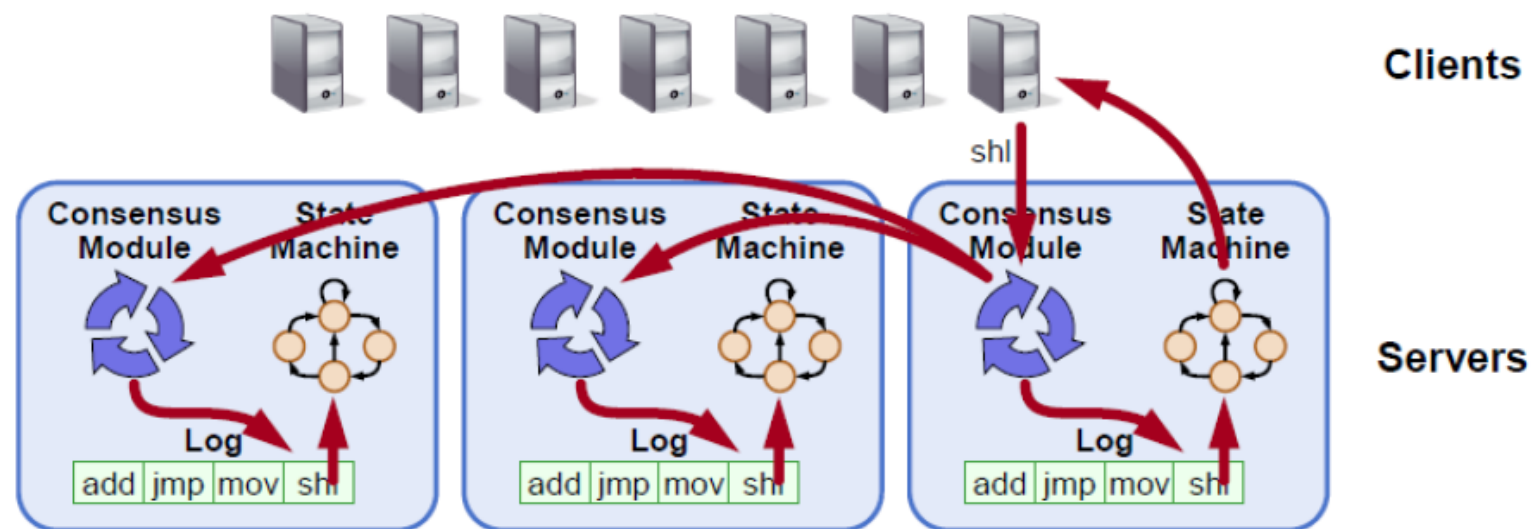 Clients
shl
Consensus Module
State Machine
Consensus Module
State Machine
Consensus Module
State Machine
Servers
Log
Log
Log
add jmp mov shl
add jmp mov shl
add jmp mov shl